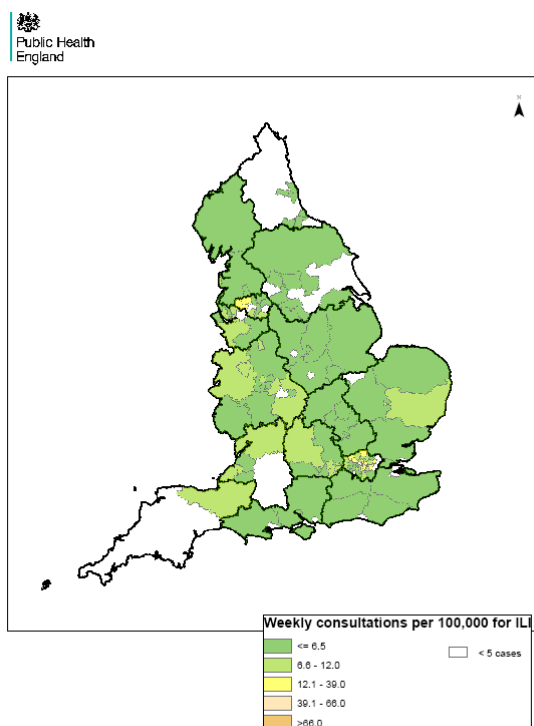 Public Health
England
N
Weekly consultations per 100,000 for ILI
<= 6.5
6.6 - 12.0
12.1 - 39.0
39.1 - 66.0
>66.0
< 5 cases